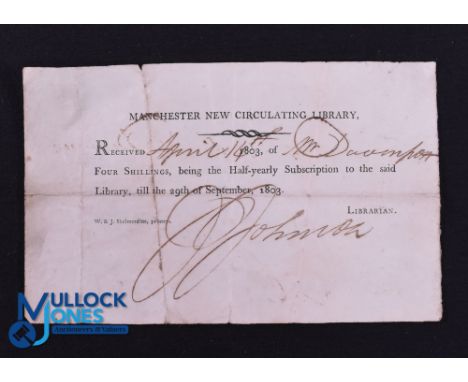 MANCHESTER NEW CIRCULATING LIBRARY,
RECEIVED April 14th 1803, of Mr Davenport
FOUR SHILLINGS, being the Half-yearly Subscription to the said
Library, till the 29th of September, 1803.
LIBRARIAN.
W. & J. printers.
J Johnson
MULLOCK
JONES
Auctioneers & Valuers